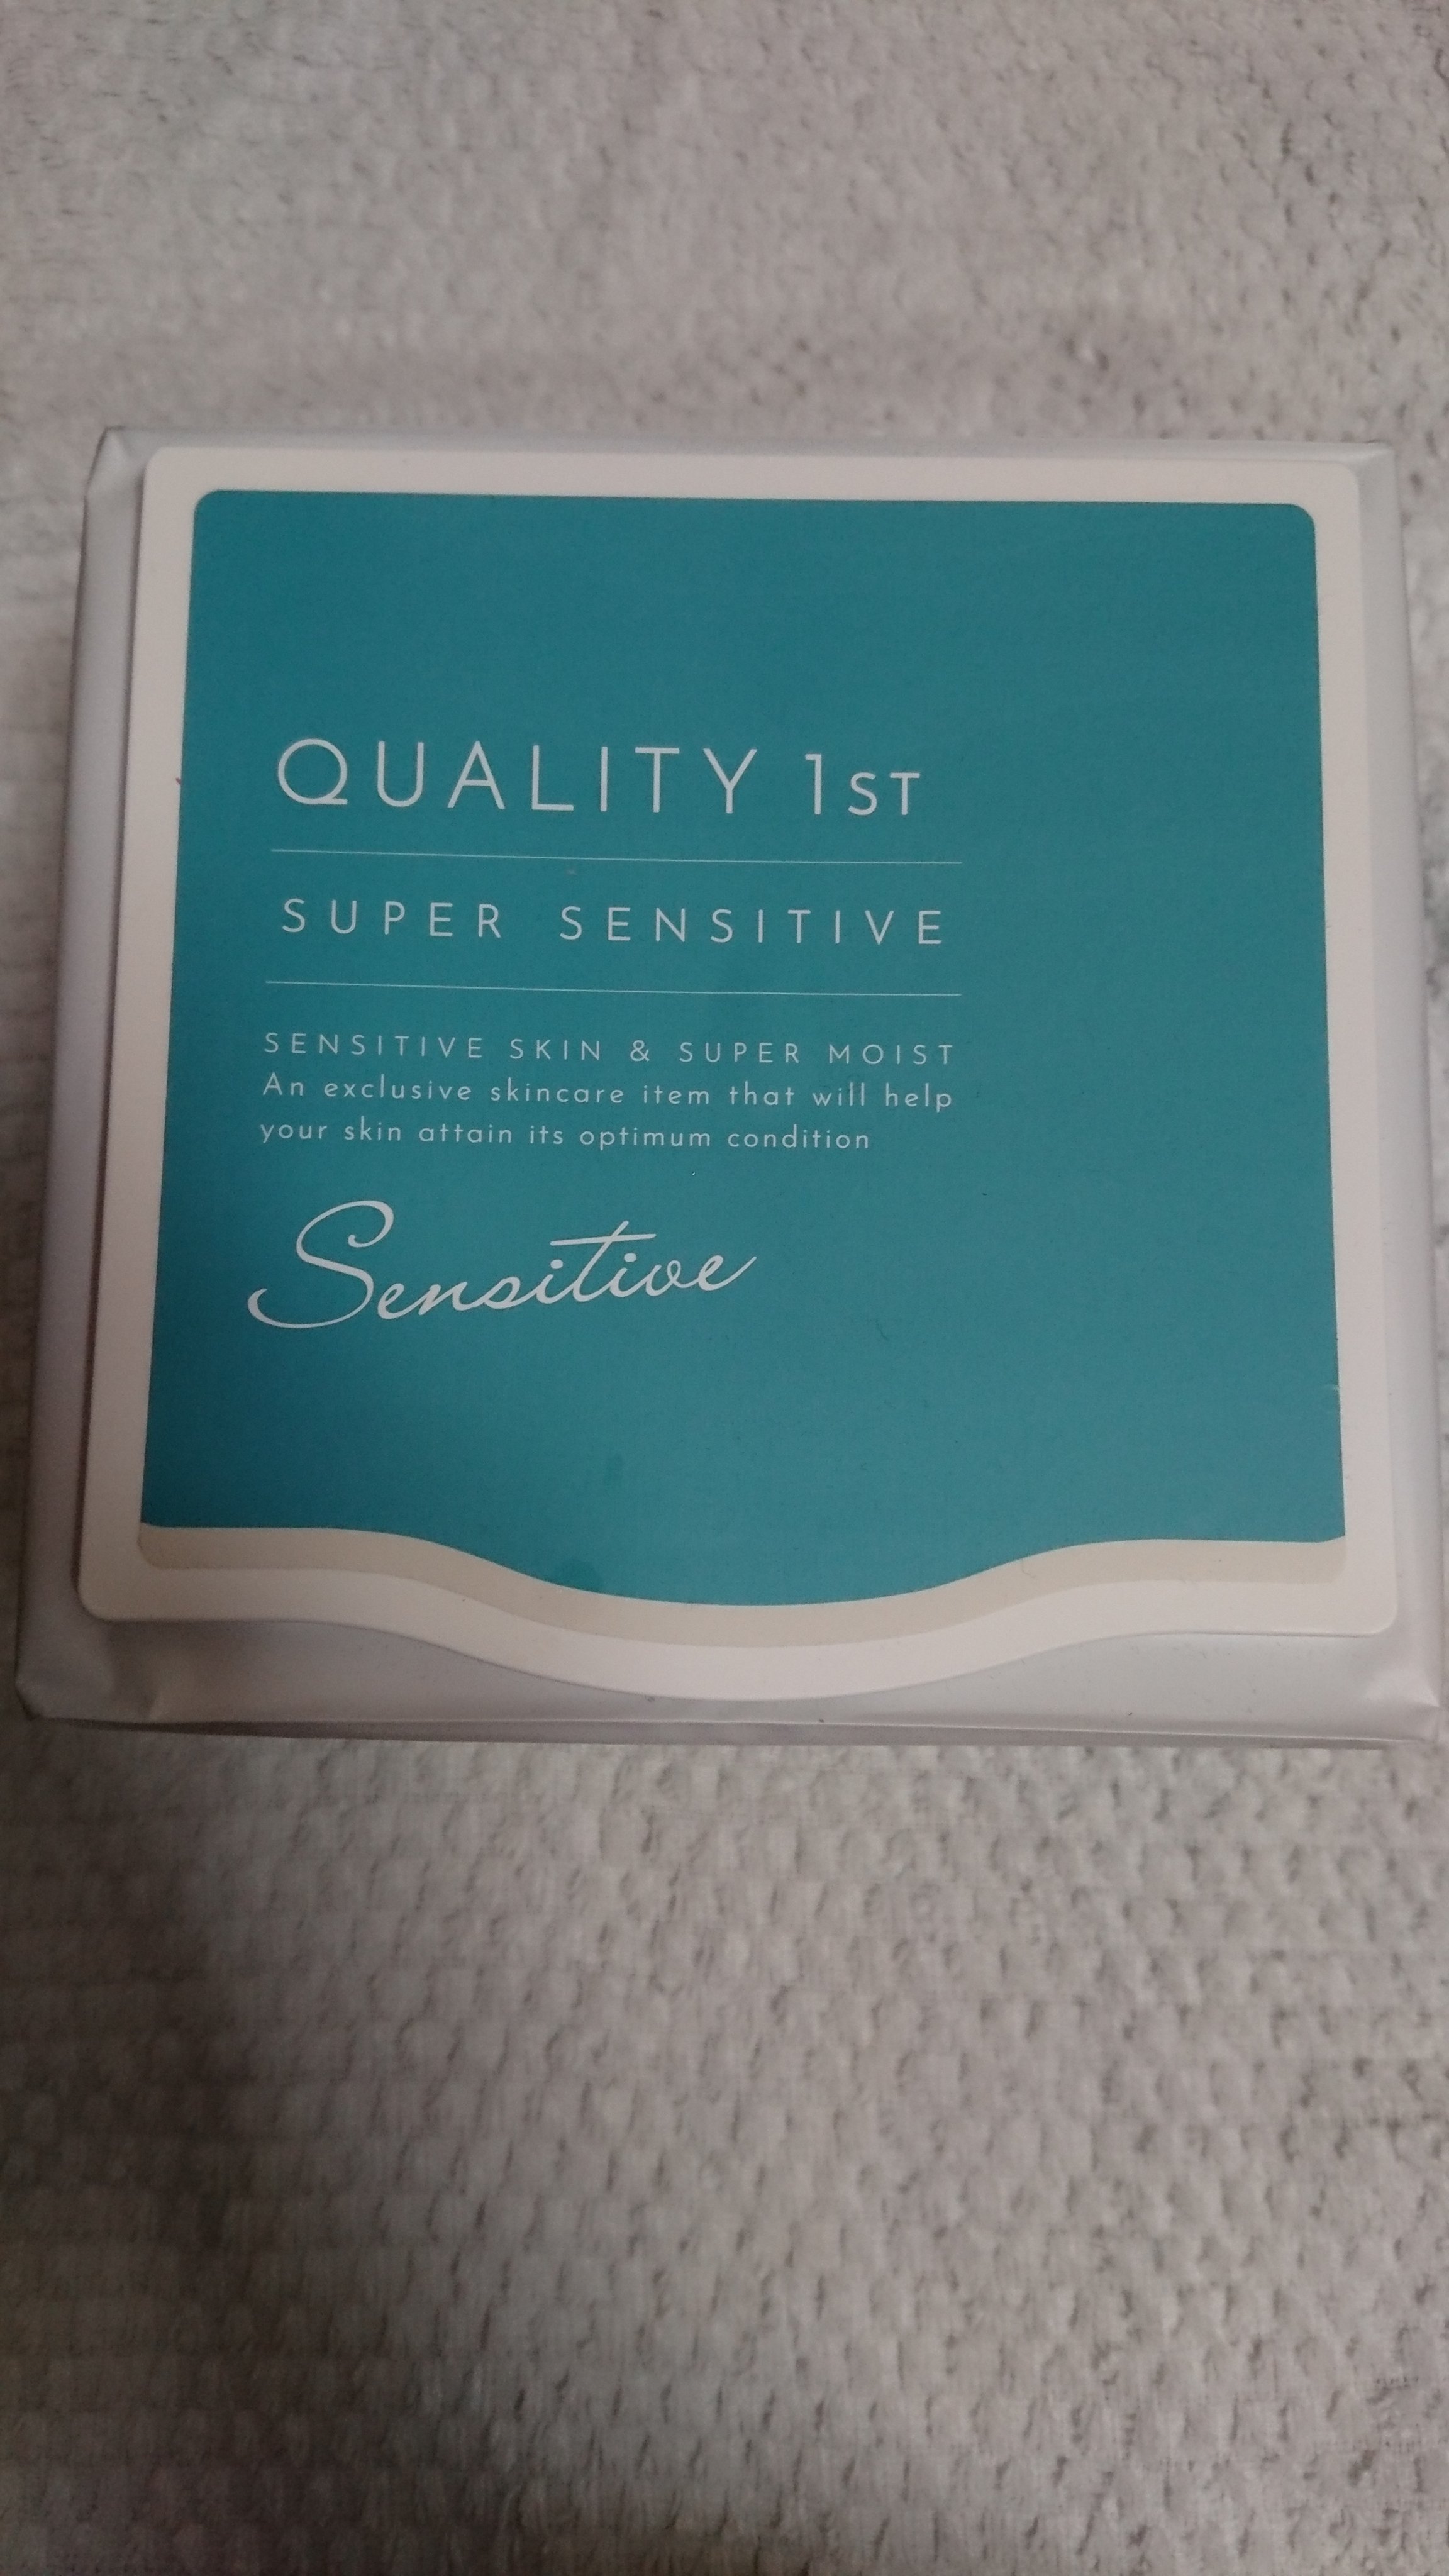 QUALITY 1ST
SUPER SENSITIVE
SENSITIVE SKIN & SUPER MOIST
An exclusive skincare item that will help
your skin attain its optimum condition
Sensitive